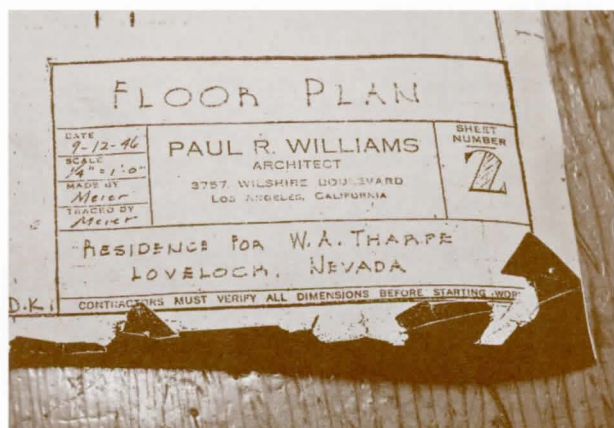 FLOOR PLAN
DATE
9-12-46
SCALE
1/4" = 1'-0"
MADE BY
Meier
TRACED BY
Meier
PAUL R. WILLIAMS
ARCHITECT
3757 WILSHIRE BOULEVARD
LOS ANGELES, CALIFORNIA
SHEET
NUMBER
2
RESIDENCE FOR W.A. THARPE
LOVELOCK, NEVADA
D.K.
CONTRACTORS MUST VERIFY ALL DIMENSIONS BEFORE STARTING WOR